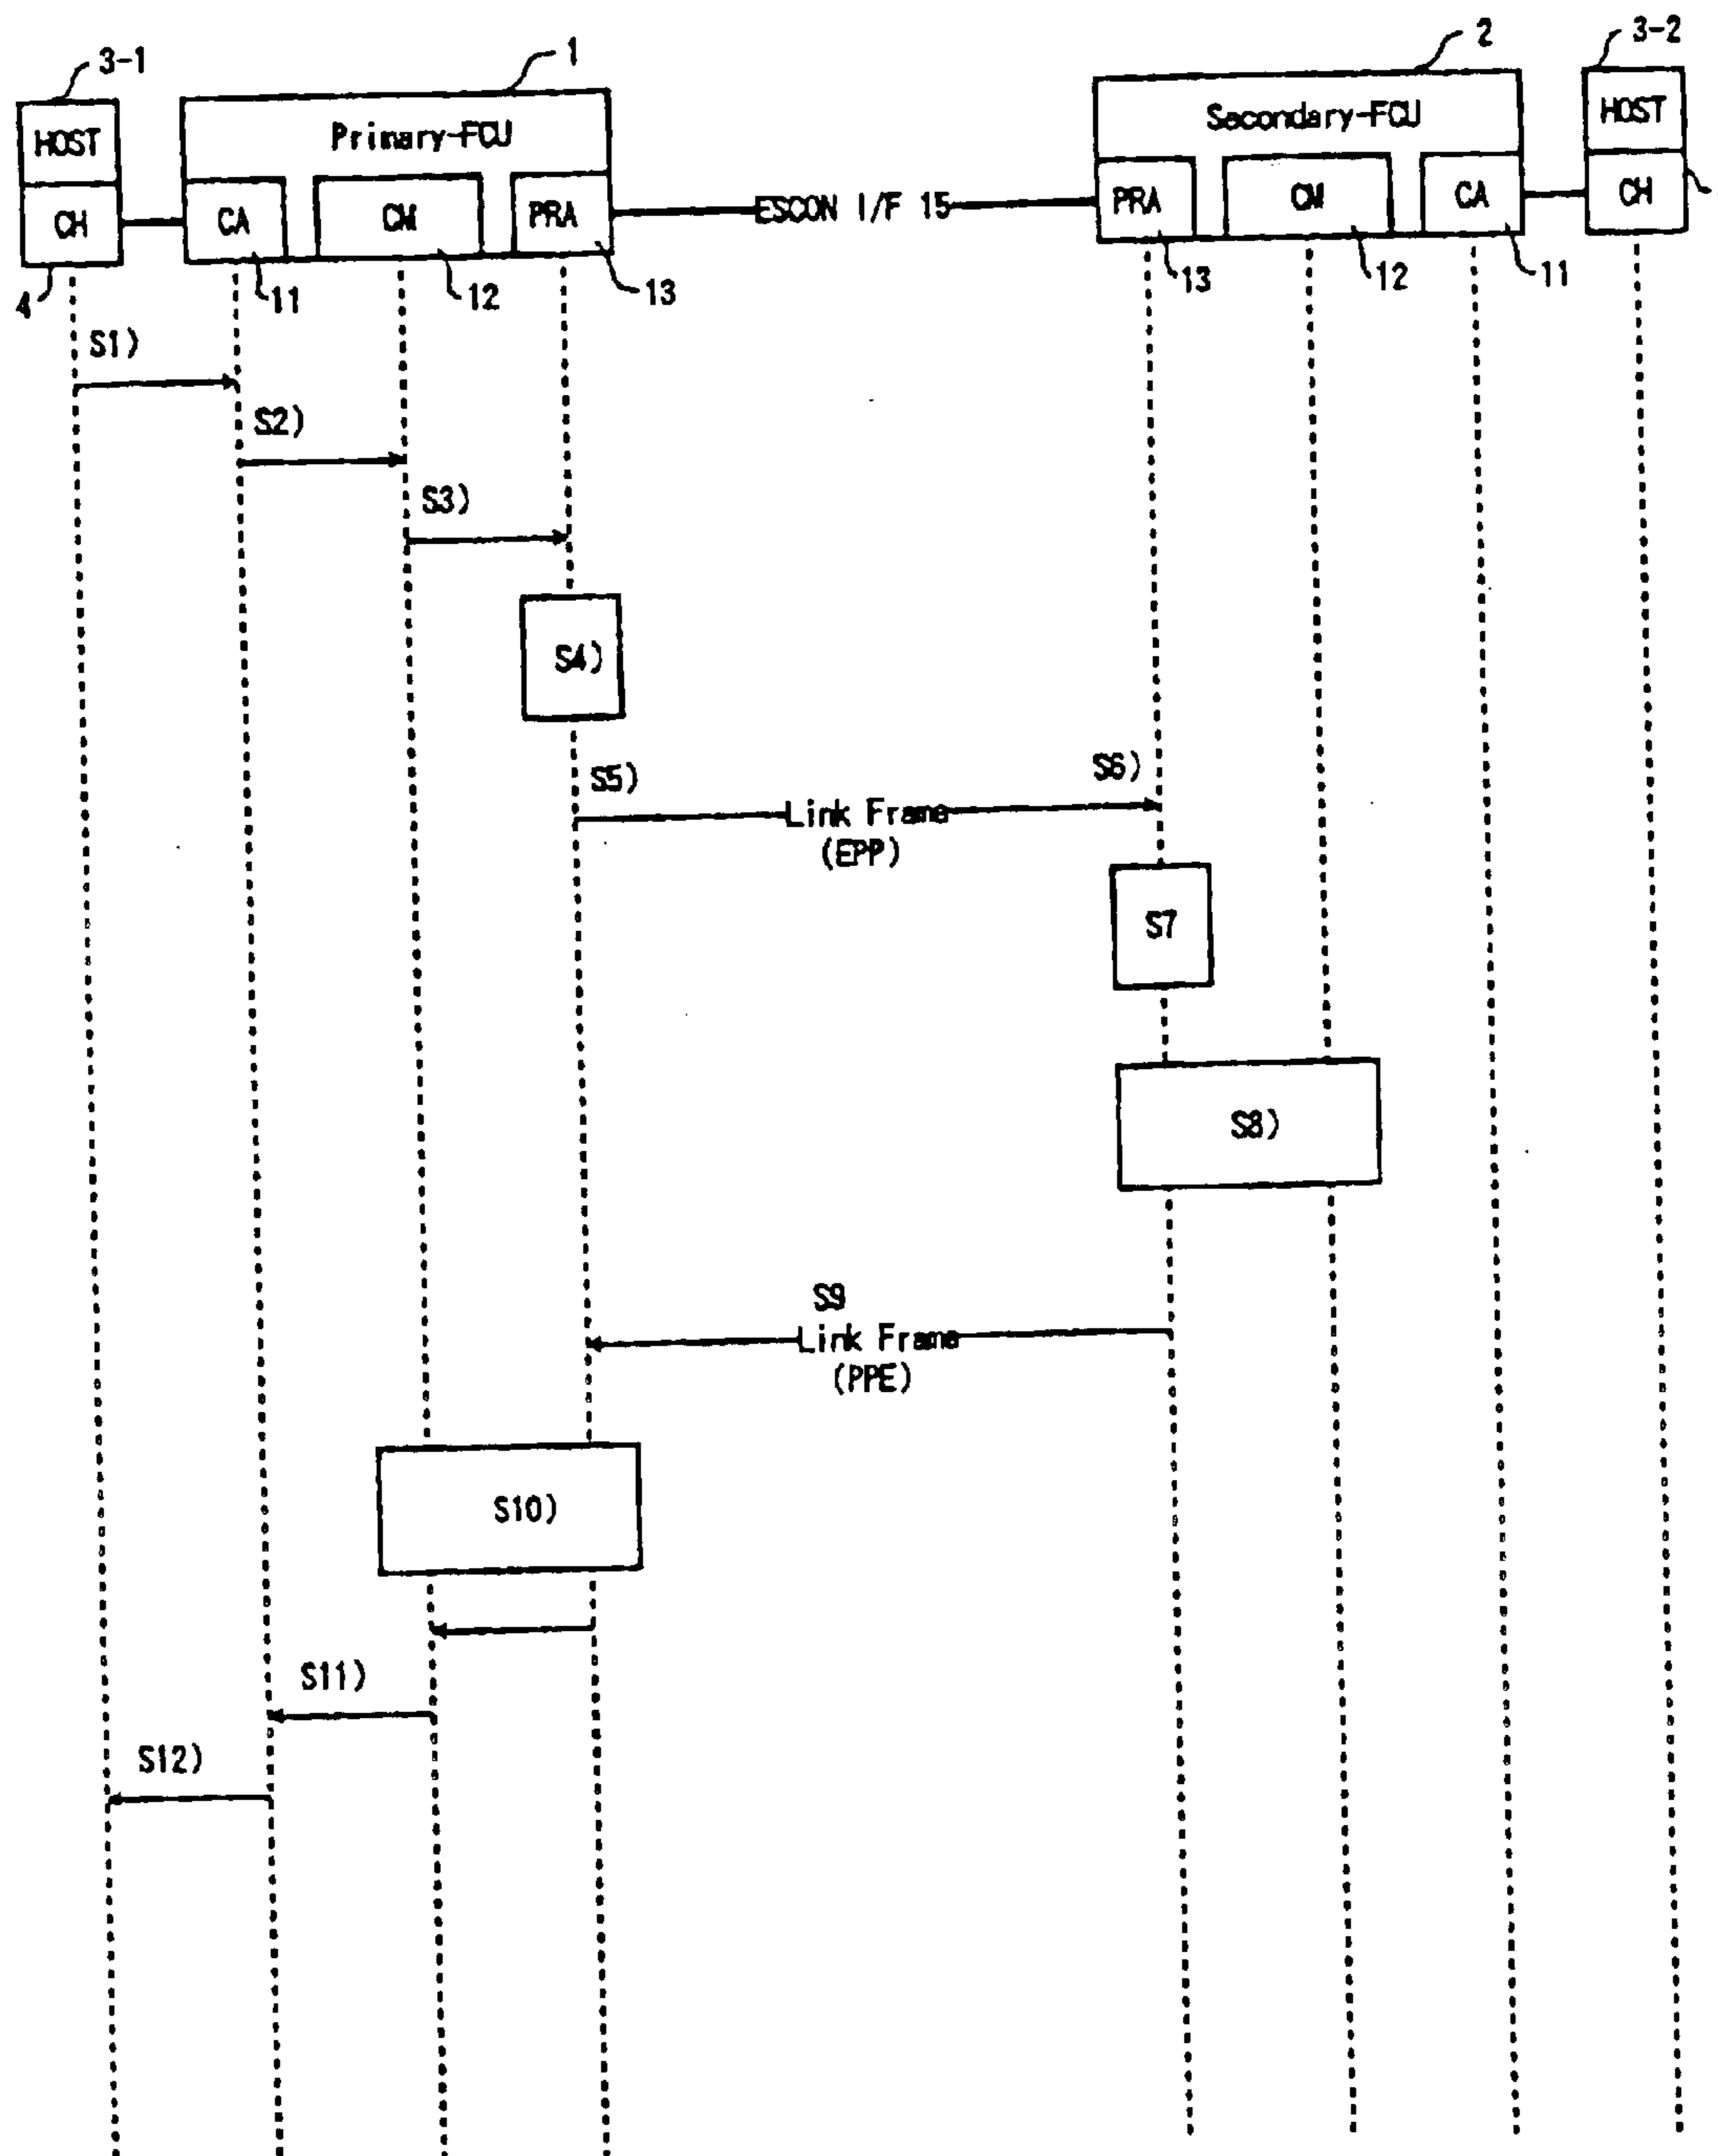 3-1
1
2
3-2
HOST
Primary-FCU
Secondary-FCU
HOST
CH
CA
CM
PRA
ESCON I/F 15
PRA
CM
CA
CH
4
11
12
13
13
12
11
S1)
S2)
S3)
S4)
S5)
S6)
Link Frame
(EPP)
S7
S8)
S9
Link Frame
(PPE)
S10)
S11)
S12)